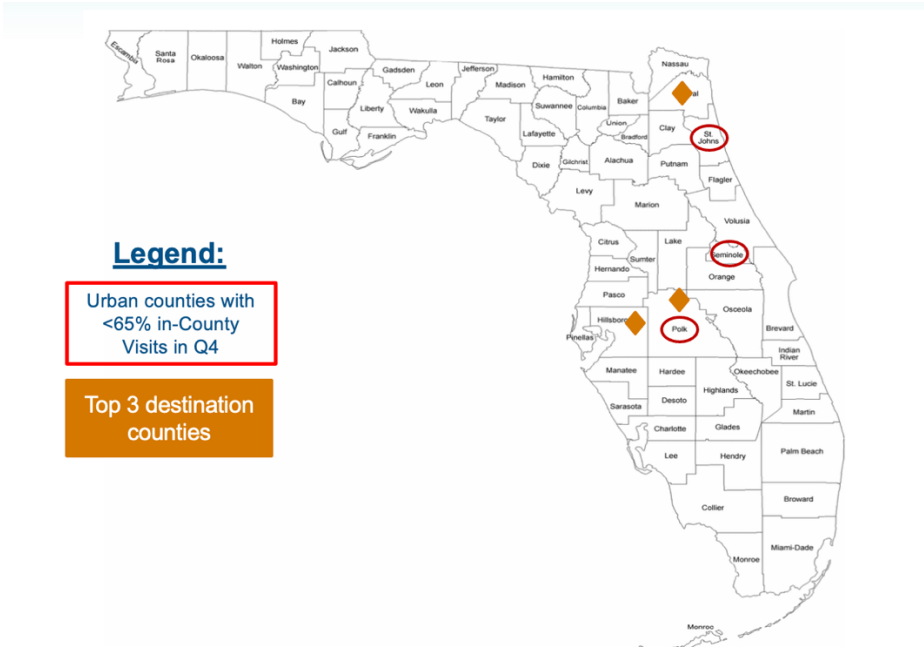 Holmes
Jackson
Escambia
Santa
Rosa
Okaloosa
Walton
Washington
Calhoun
Bay
Gulf
Liberty
Franklin
Gadsden
Leon
Wakulla
Jefferson
Madison
Taylor
Hamilton
Suwannee
Columbia
Lafayette
Dixie
Gilchrist
Baker
Union
Bradford
Alachua
Levy
Nassau
val
Clay
St.
Johns
Putnam
Flagler
Marion
Volusia
Citrus
Sumter
Lake
Hernando
Pasco
eminole
Orange
Osceola
Hillsboro
Pinellas
Polk
Brevard
Indian
River
Manatee
Hardee
Okeechobee
Highlands
St. Lucie
Sarasota
Desoto
Martin
Charlotte
Glades
Lee
Hendry
Palm Beach
Collier
Broward
Monroe
Miami-Dade
Monroe
Legend:
Urban counties with
<65% in-County
Visits in Q4
Top 3 destination
counties